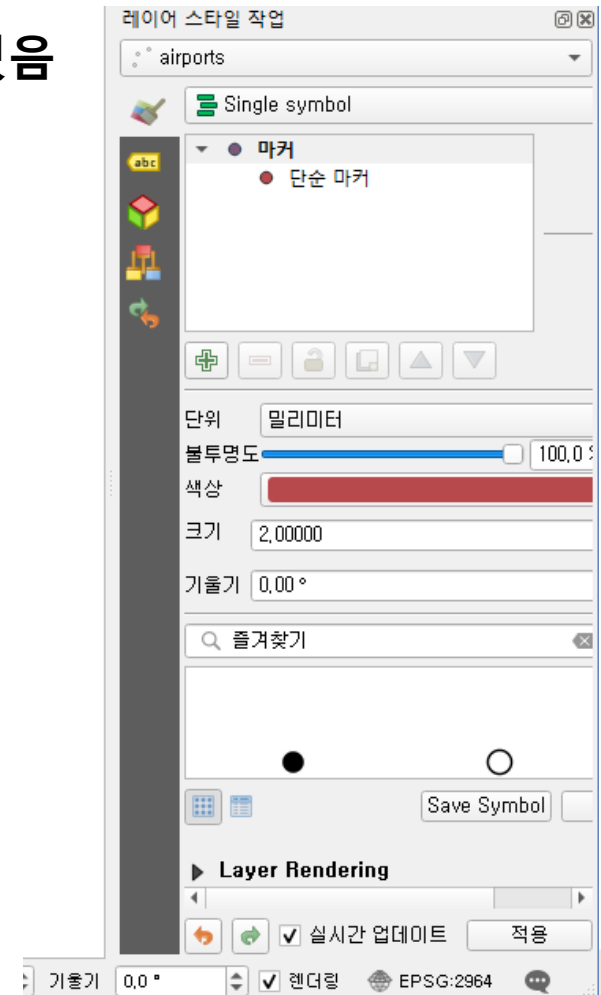 레이어 스타일 작업
음
airports
Single symbol
abc
마커
단순 마커
단위 밀리미터
불투명도 100,0
색상
크기 2,00000
기울기 0,00 °
즐겨찾기
Save Symbol
Layer Rendering
실시간 업데이트 적용
기울기 0,0 ° 렌더링 EPSG:2964